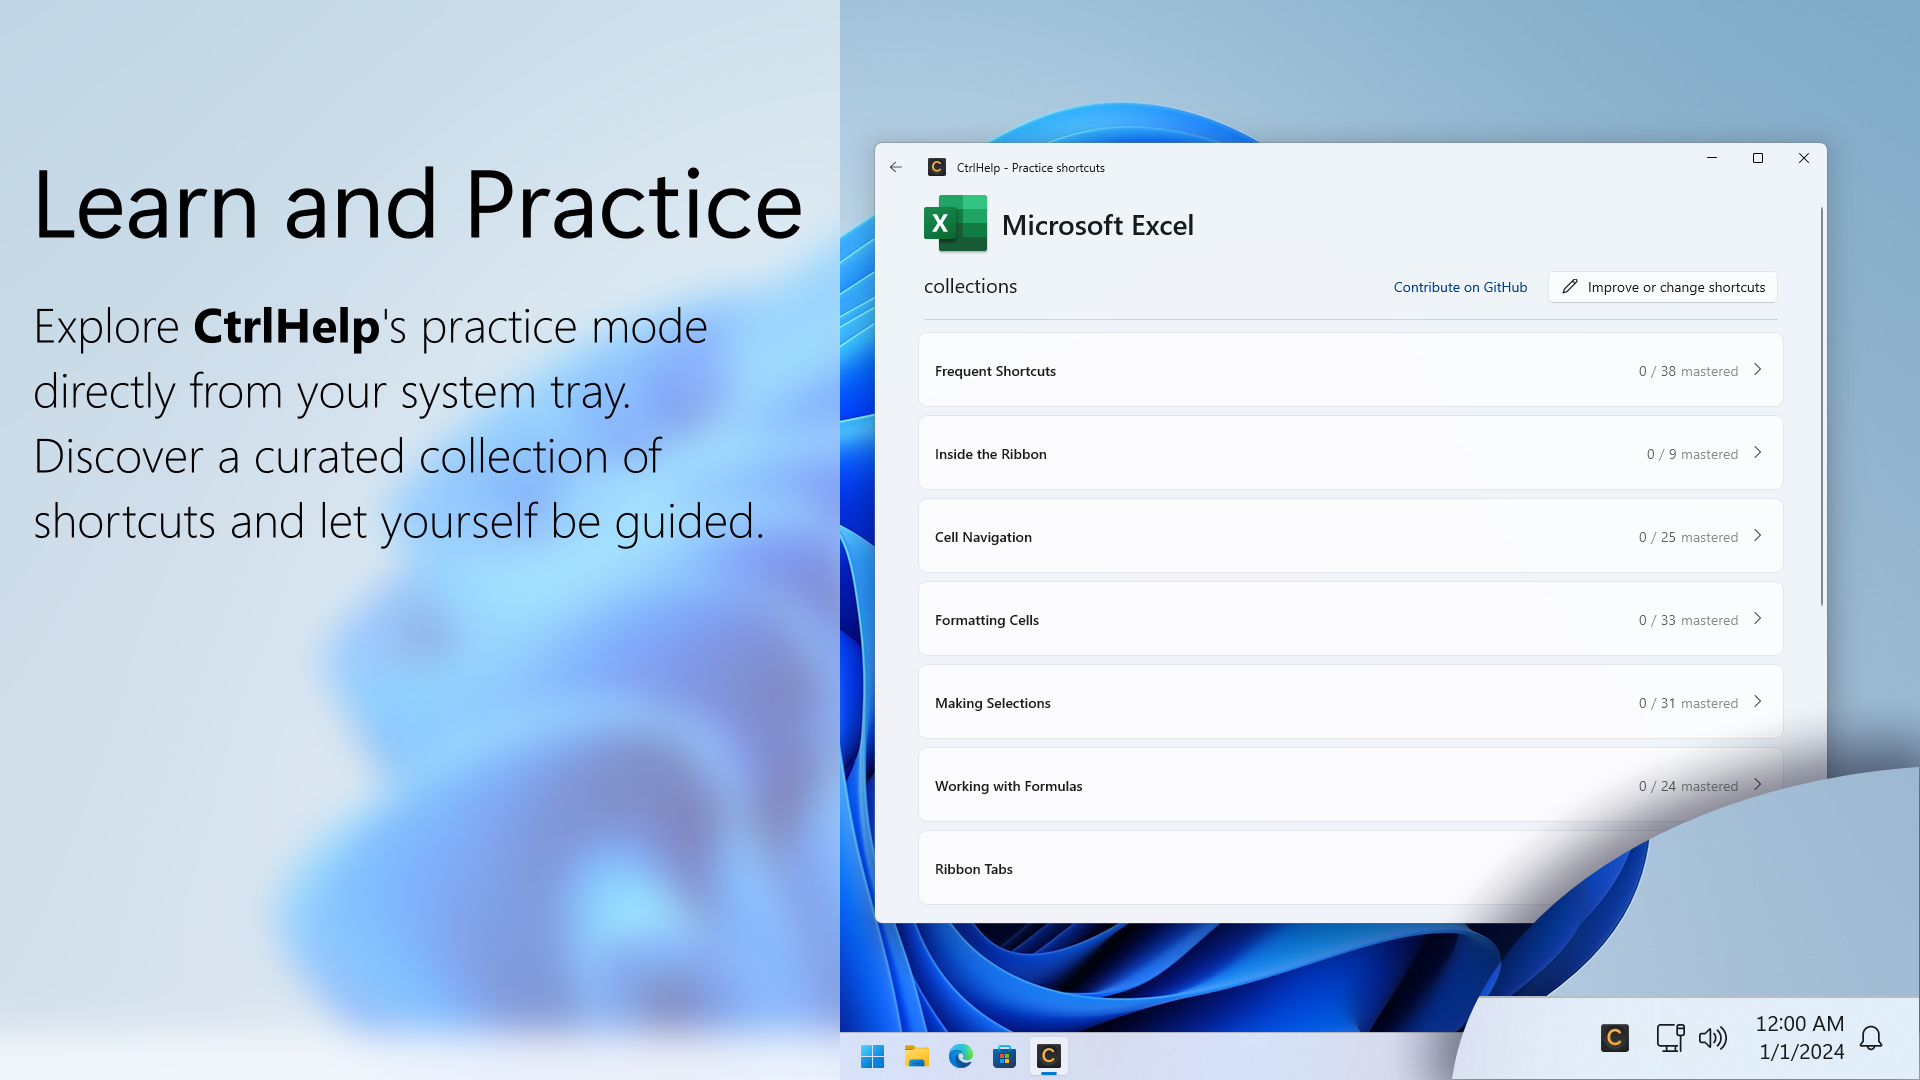 Learn and Practice
Explore CtrlHelp's practice mode
directly from your system tray.
Discover a curated collection of
shortcuts and let yourself be guided.
C CtrlHelp - Practice shortcuts
X Microsoft Excel
collections
Contribute on GitHub
Improve or change shortcuts
Frequent Shortcuts 0 / 38 mastered
Inside the Ribbon 0 / 9 mastered
Cell Navigation 0 / 25 mastered
Formatting Cells 0 / 33 mastered
Making Selections 0 / 31 mastered
Working with Formulas 0 / 24 mastered
Ribbon Tabs
C
C
12:00 AM
1/1/2024